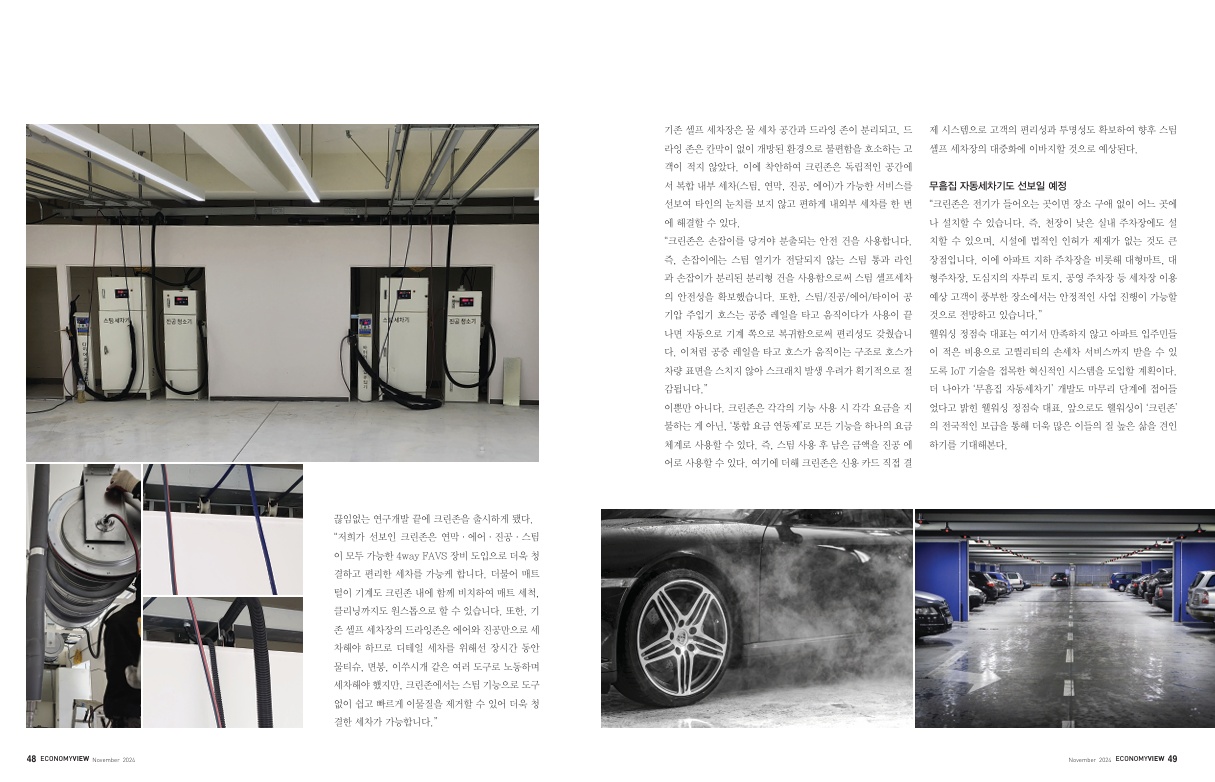 스팀세차기
진공청소기
스팀세차기
진공청소기
끊임없는 연구개발 끝에 크린존을 출시하게 됐다.
“저희가 선보인 크린존은 연막·에어·진공·스팀
이 모두 가능한 4way FAVS 장비 도입으로 더욱 청
결하고 편리한 세차를 가능케 합니다. 더불어 매트
털이 기계도 크린존 내에 함께 비치하여 매트 세척,
클리닝까지도 원스톱으로 할 수 있습니다. 또한, 기
존 셀프 세차장의 드라잉존은 에어와 진공만으로 세
차해야 하므로 디테일 세차를 위해선 장시간 동안
물티슈, 면봉, 이쑤시개 같은 여러 도구로 노동하며
세차해야 했지만, 크린존에서는 스팀 기능으로 도구
없이 쉽고 빠르게 이물질을 제거할 수 있어 더욱 청
결한 세차가 가능합니다.”
48 ECONOMYVIEW November 2024
기존 셀프 세차장은 물 세차 공간과 드라잉 존이 분리되고, 드
라잉 존은 칸막이 없이 개방된 환경으로 불편함을 호소하는 고
객이 적지 않았다. 이에 착안하여 크린존은 독립적인 공간에
서 복합 내부 세차(스팀, 연막, 진공, 에어)가 가능한 서비스를
선보여 타인의 눈치를 보지 않고 편하게 내외부 세차를 한 번
에 해결할 수 있다.
“크린존은 손잡이를 당겨야 분출되는 안전 건을 사용합니다.
즉, 손잡이에는 스팀 열기가 전달되지 않는 스팀 통과 라인
과 손잡이가 분리된 분리형 건을 사용함으로써 스팀 셀프세차
의 안전성을 확보했습니다. 또한, 스팀/진공/에어/타이어 공
기압 주입기 호스는 공중 레일을 타고 움직이다가 사용이 끝
나면 자동으로 기계 쪽으로 복귀함으로써 편리성도 갖췄습니
다. 이처럼 공중 레일을 타고 호스가 움직이는 구조로 호스가
차량 표면을 스치지 않아 스크래치 발생 우려가 획기적으로 절
감됩니다.”
이뿐만 아니다. 크린존은 각각의 기능 사용 시 각각 요금을 지
불하는 게 아닌, ‘통합 요금 연동제’로 모든 기능을 하나의 요금
체계로 사용할 수 있다. 즉, 스팀 사용 후 남은 금액을 진공 에
어로 사용할 수 있다. 여기에 더해 크린존은 신용 카드 직접 결
제 시스템으로 고객의 편리성과 투명성도 확보하여 향후 스팀
셀프 세차장의 대중화에 이바지할 것으로 예상된다.
무흠집 자동세차기도 선보일 예정
“크린존은 전기가 들어오는 곳이면 장소 구애 없이 어느 곳에
나 설치할 수 있습니다. 즉, 천장이 낮은 실내 주차장에도 설
치할 수 있으며, 시설에 법적인 인허가 제재가 없는 것도 큰
장점입니다. 이에 아파트 지하 주차장을 비롯해 대형마트, 대
형주차장, 도심지의 자투리 토지, 공영 주차장 등 세차장 이용
예상 고객이 풍부한 장소에서는 안정적인 사업 진행이 가능할
것으로 전망하고 있습니다.”
웰워싱 정점숙 대표는 여기서 만족하지 않고 아파트 입주민들
이 적은 비용으로 고퀄리티의 손세차 서비스까지 받을 수 있
도록 IoT 기술을 접목한 혁신적인 시스템을 도입할 계획이다.
더 나아가 ‘무흠집 자동세차기’ 개발도 마무리 단계에 접어들
었다고 밝힌 웰워싱 정점숙 대표. 앞으로도 웰워싱이 ‘크린존’
의 전국적인 보급을 통해 더욱 많은 이들의 질 높은 삶을 견인
하기를 기대해본다.
November 2024 ECONOMYVIEW 49